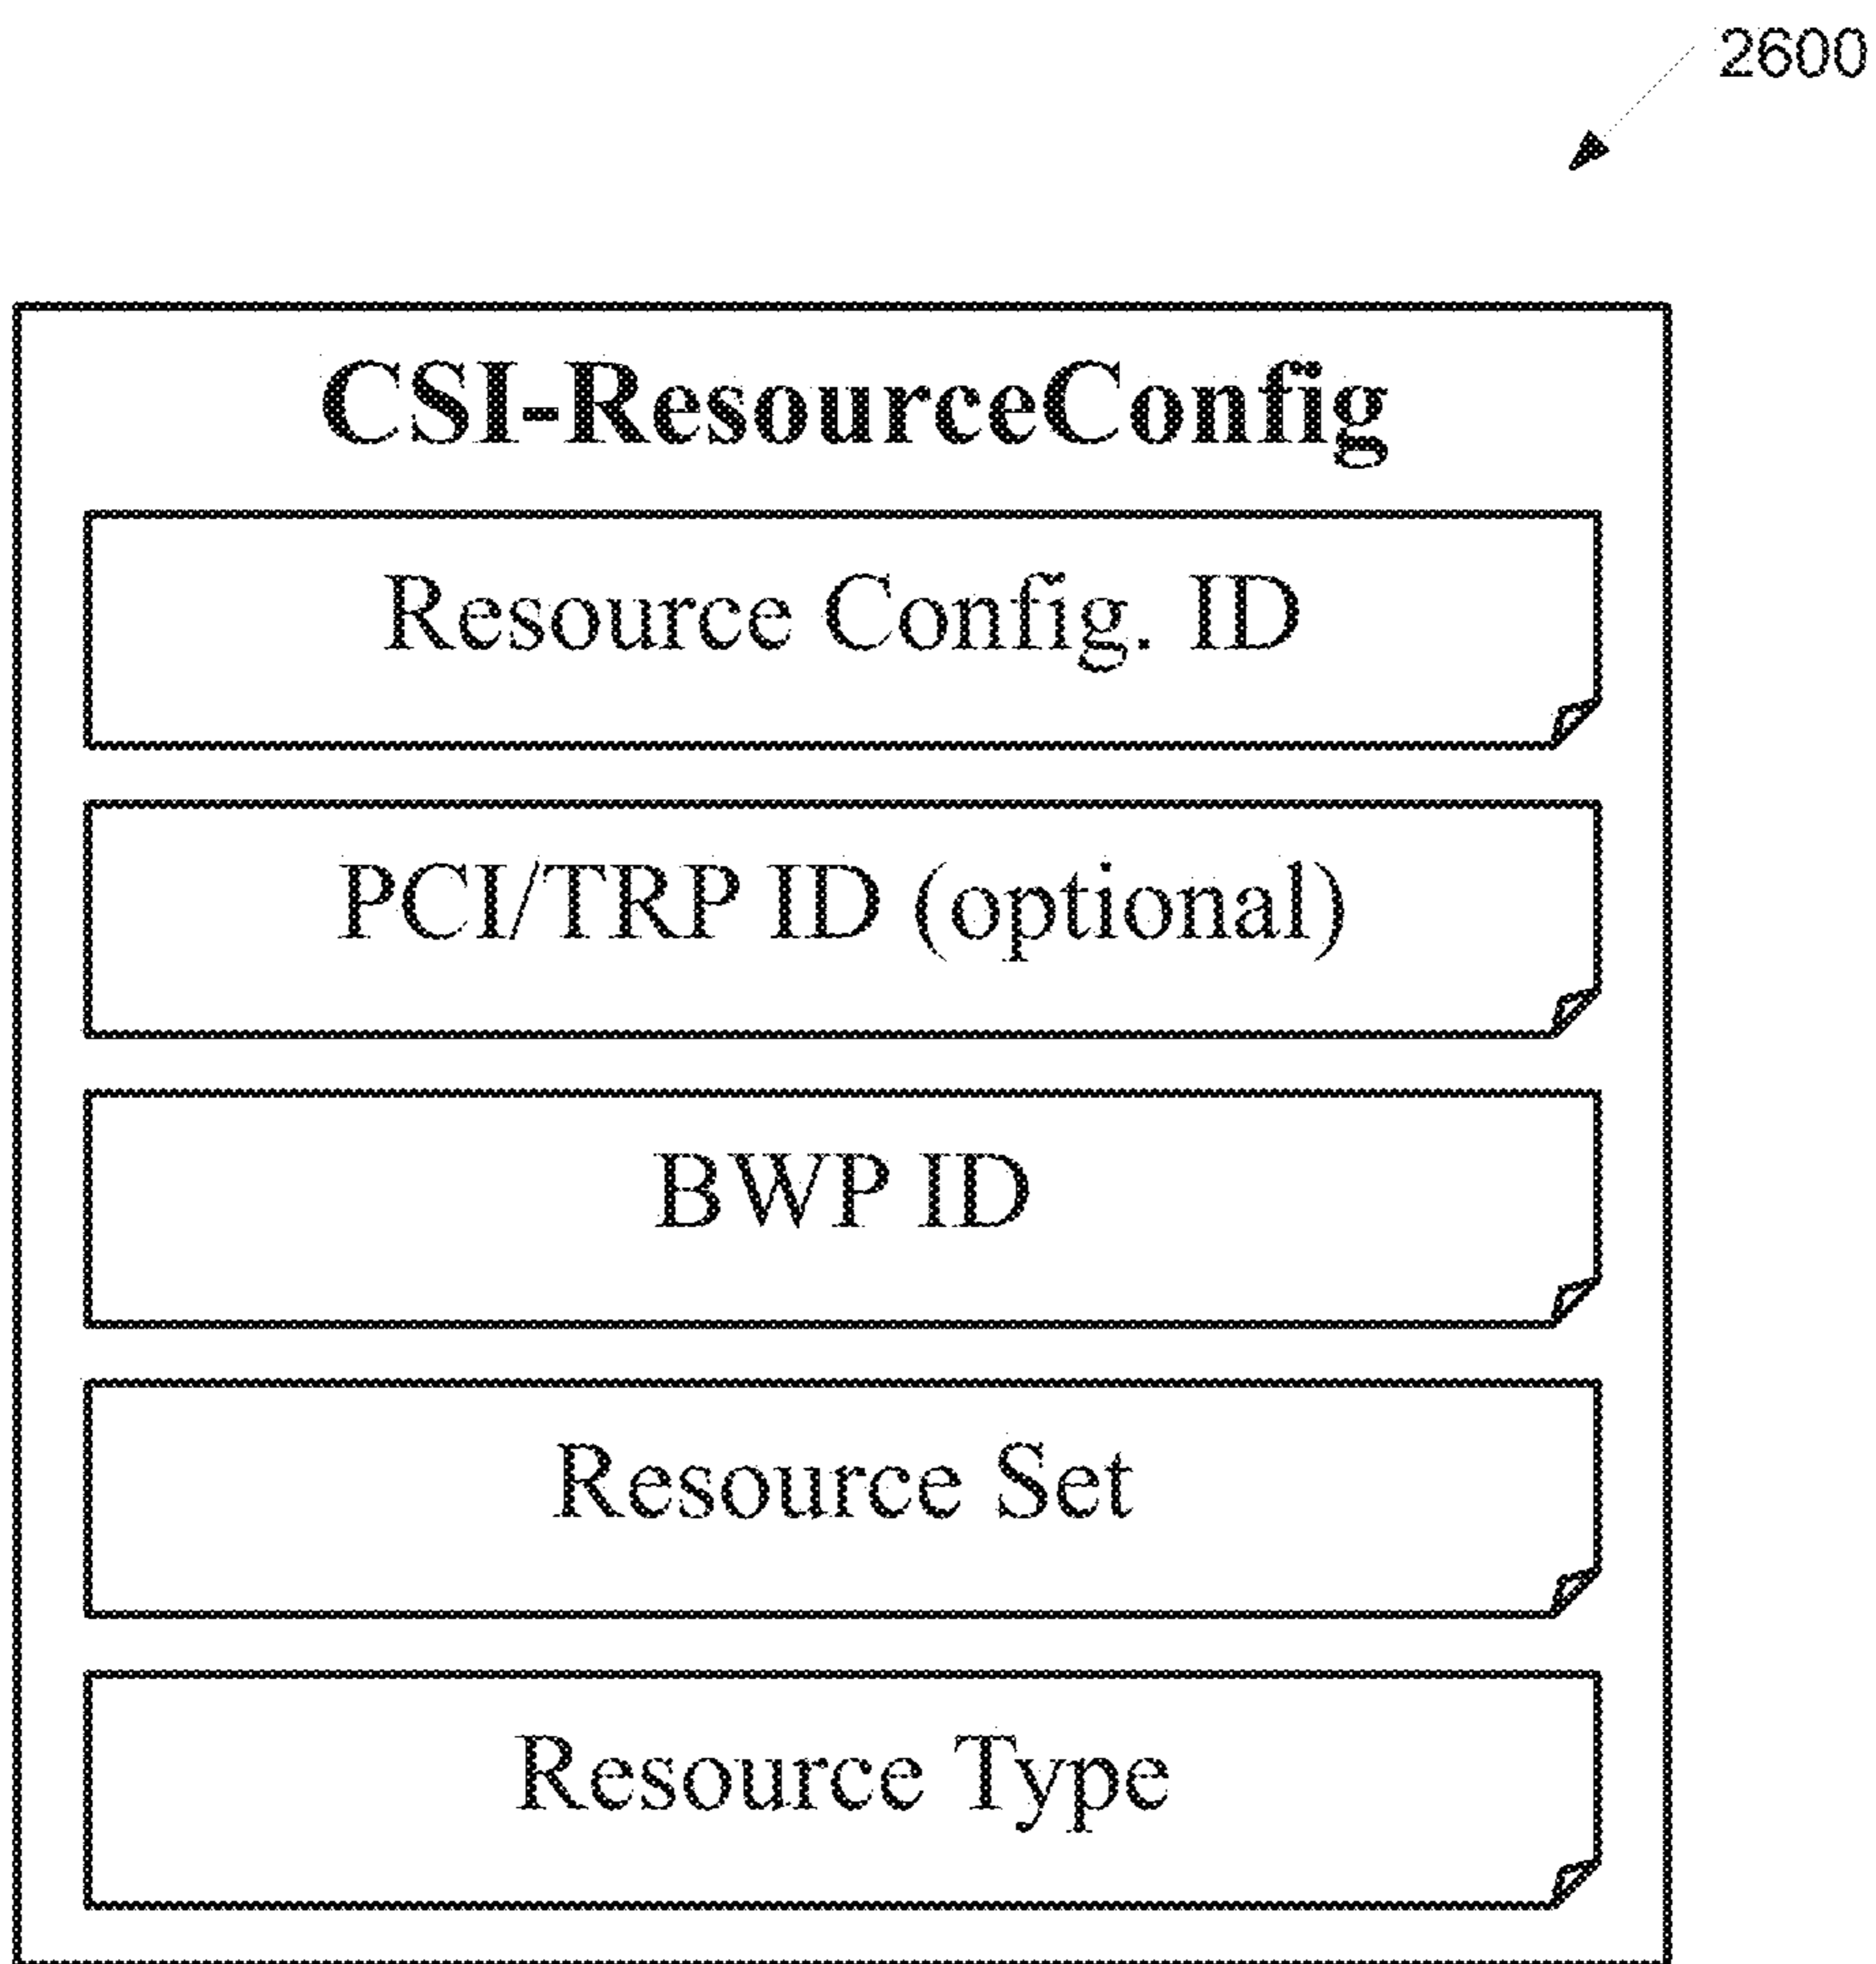 2600
CSI-ResourceConfig
Resource Config. ID
PCI/TRP ID (optional)
BWP ID
Resource Set
Resource Type